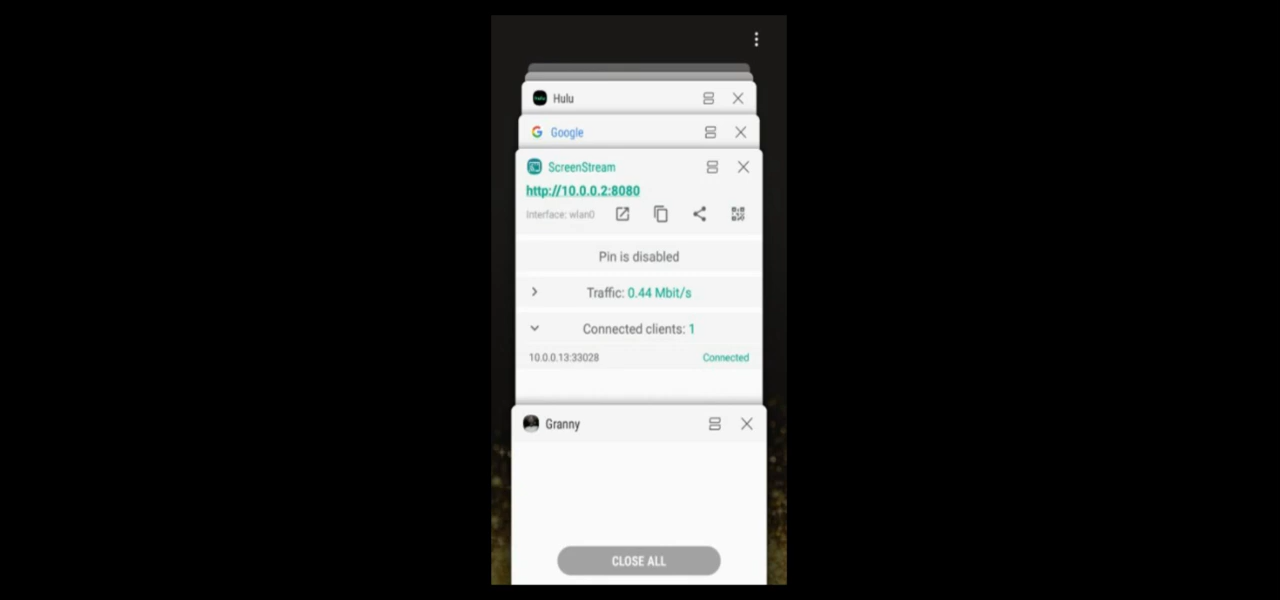 Hulu
Google
ScreenStream
http://10.0.0.2:8080
Interface: wlan0
Pin is disabled
Traffic: 0.44 Mbit/s
Connected clients: 1
10.0.0.13:33028 Connected
Granny
CLOSE ALL